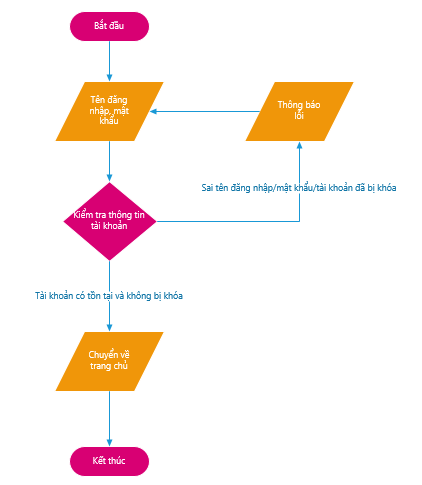 Bắt đầu
Tên đăng
nhập, mật
khẩu
Thông báo
lỗi
Sai tên đăng nhập/mật khẩu/tài khoản đã bị khóa
Kiểm tra thông tin
tài khoản
Tài khoản có tồn tại và không bị khóa
Chuyển về
trang chủ
Kết thúc